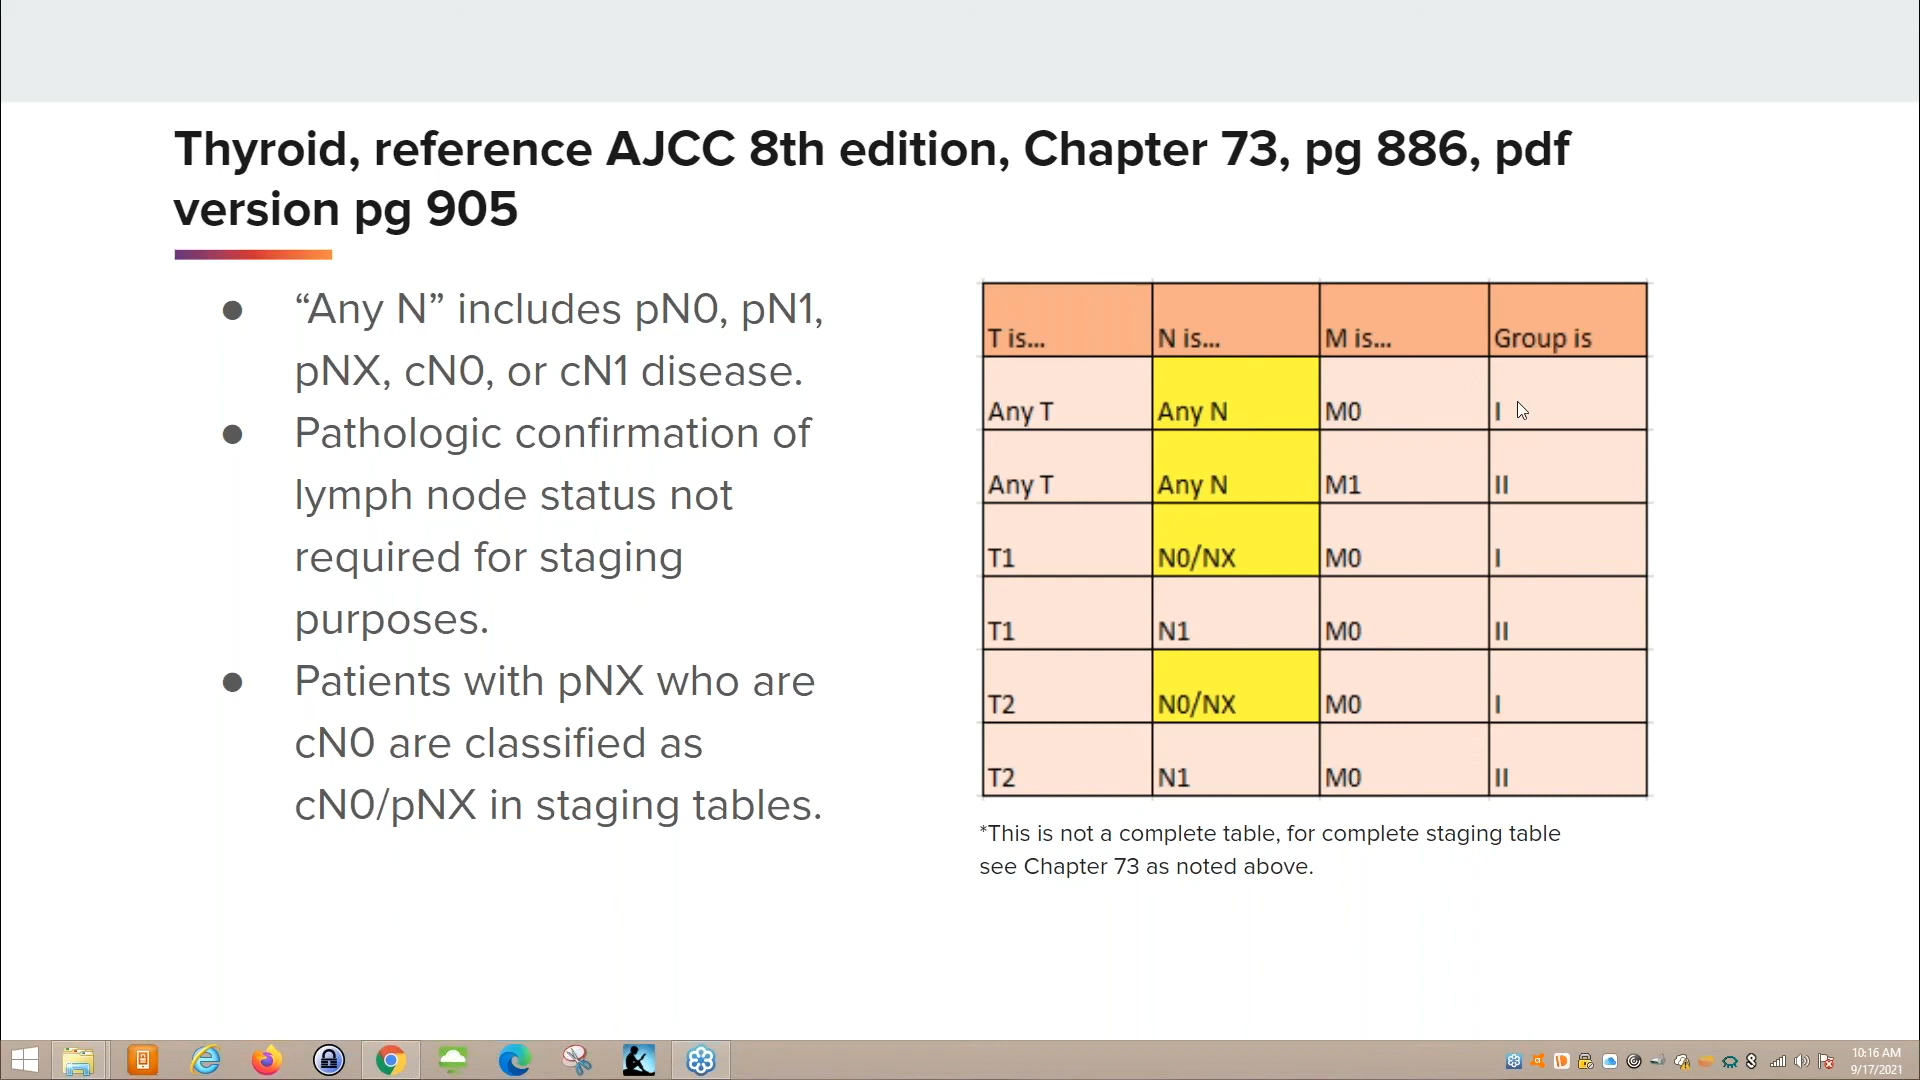 Thyroid, reference AJCC 8th edition, Chapter 73, pg 886, pdf
version pg 905
● “Any N” includes pN0, pN1,
pNX, cN0, or cN1 disease.
● Pathologic confirmation of
lymph node status not
required for staging
purposes.
● Patients with pNX who are
cN0 are classified as
cN0/pNX in staging tables.
T is... N is... M is... Group is
Any T Any N M0 I
Any T Any N M1 II
T1 N0/NX M0 I
T1 N1 M0 II
T2 N0/NX M0 I
T2 N1 M0 II
*This is not a complete table, for complete staging table
see Chapter 73 as noted above.
10:16 AM
9/17/2021